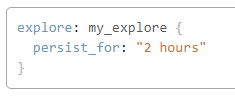 explore: my_explore {
  persist_for: "2 hours"
}